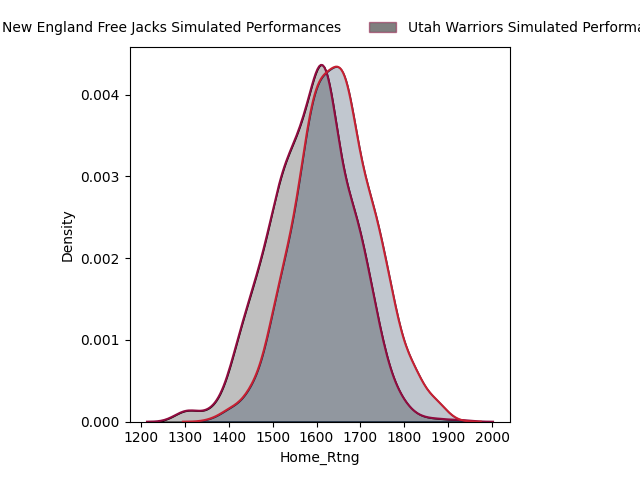 New England Free Jacks Simulated Performances
Utah Warriors Simulated
0.004
0.003
0.002
0.001
0.000
Density
1200 1300 1400 1500 1600 1700 1800 1900 2000
Home_Rtng